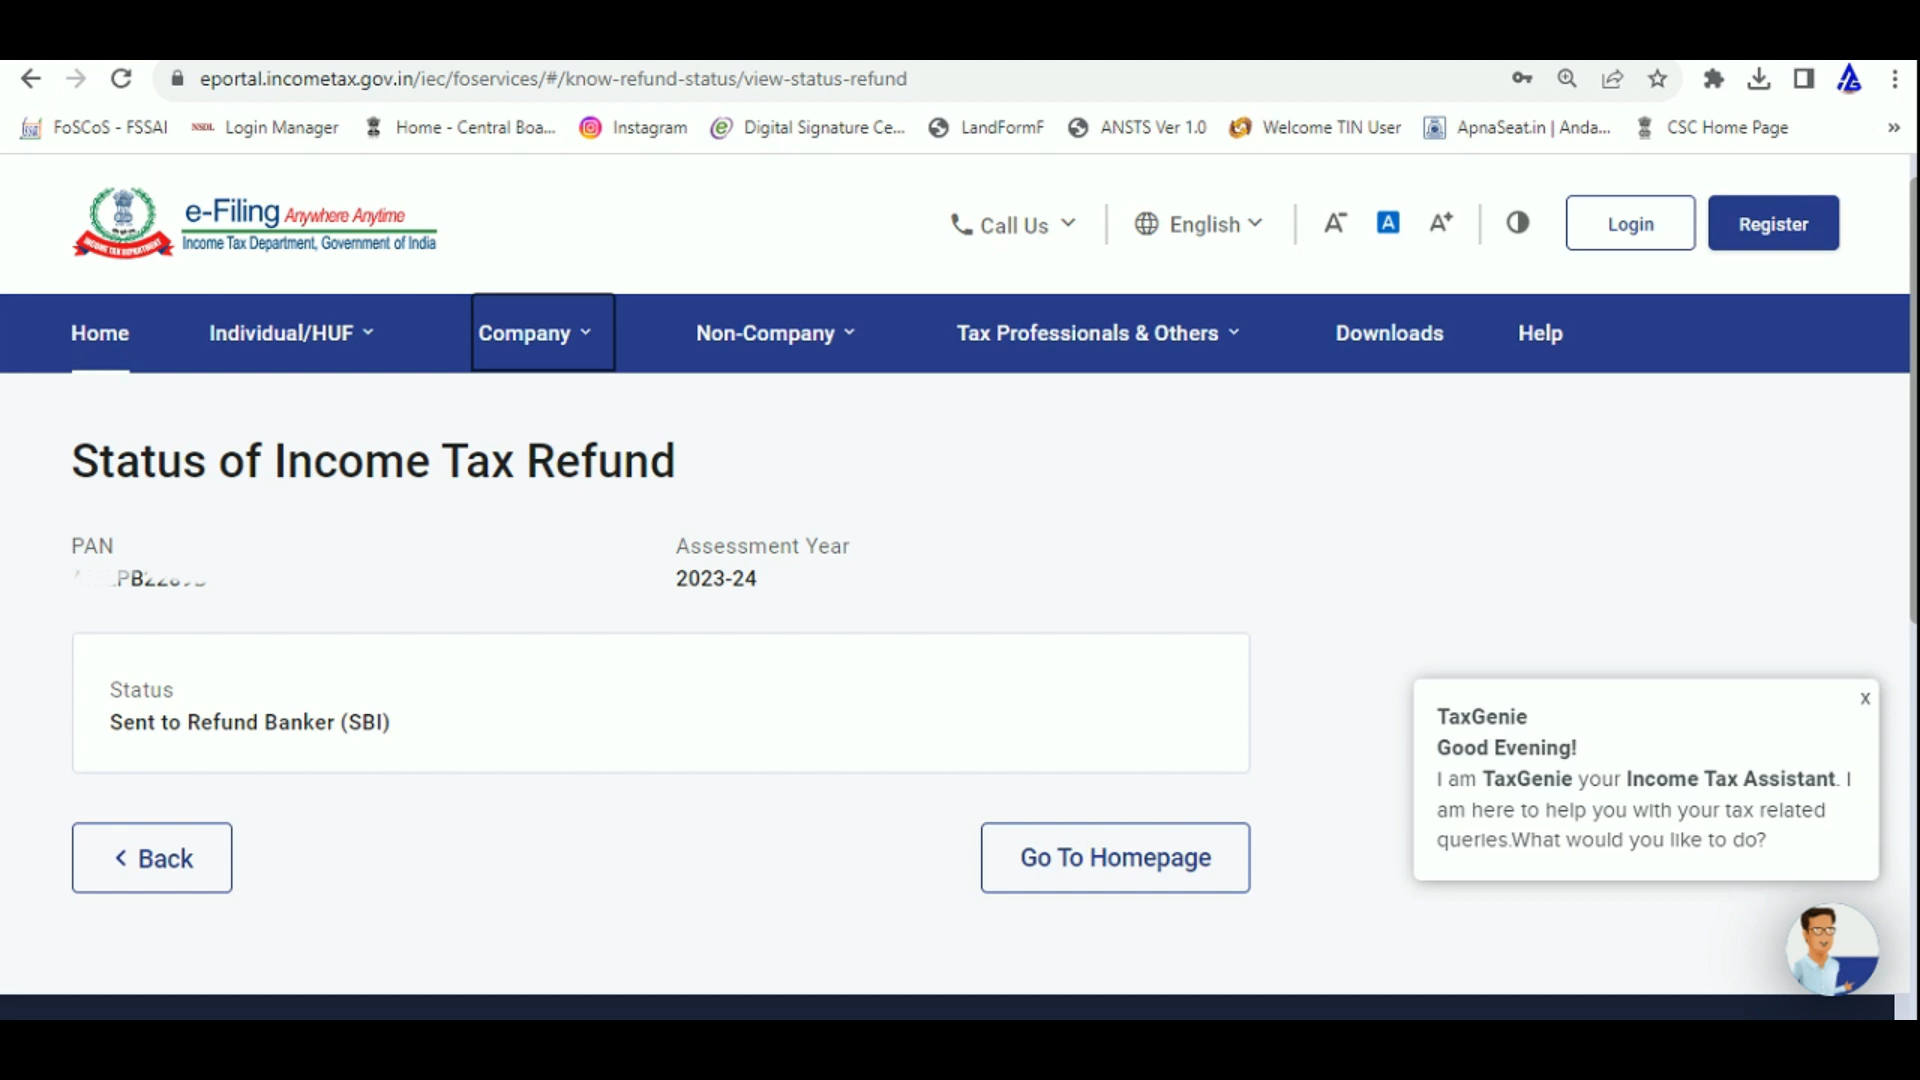 eportal.incometax.gov.in/iec/foservices/#/know-refund-status/view-status-refund
fssai FoSCoS - FSSAI NSDL Login Manager Home - Central Boa... Instagram Digital Signature Ce... LandFormF ANSTS Ver 1.0 Welcome TIN User ApnaSeat.in | Anda... CSC Home Page »
e-Filing Anywhere Anytime
Income Tax Department, Government of India
INCOME TAX DEPARTMENT
Call Us English A- A A+ Login Register
Home Individual/HUF Company Non-Company Tax Professionals & Others Downloads Help
Status of Income Tax Refund
PAN Assessment Year
2023-24
Status
Sent to Refund Banker (SBI)
< Back Go To Homepage
x
TaxGenie
Good Evening!
I am TaxGenie your Income Tax Assistant. I
am here to help you with your tax related
queries.What would you like to do?